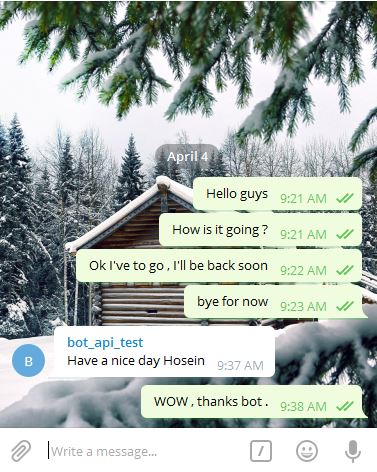 April 4
Hello guys 9:21 AM
How is it going ? 9:21 AM
Ok I've to go , I'll be back soon 9:22 AM
bye for now 9:23 AM
bot_api_test
B
Have a nice day Hosein 9:37 AM
WOW , thanks bot . 9:38 AM
Write a message...